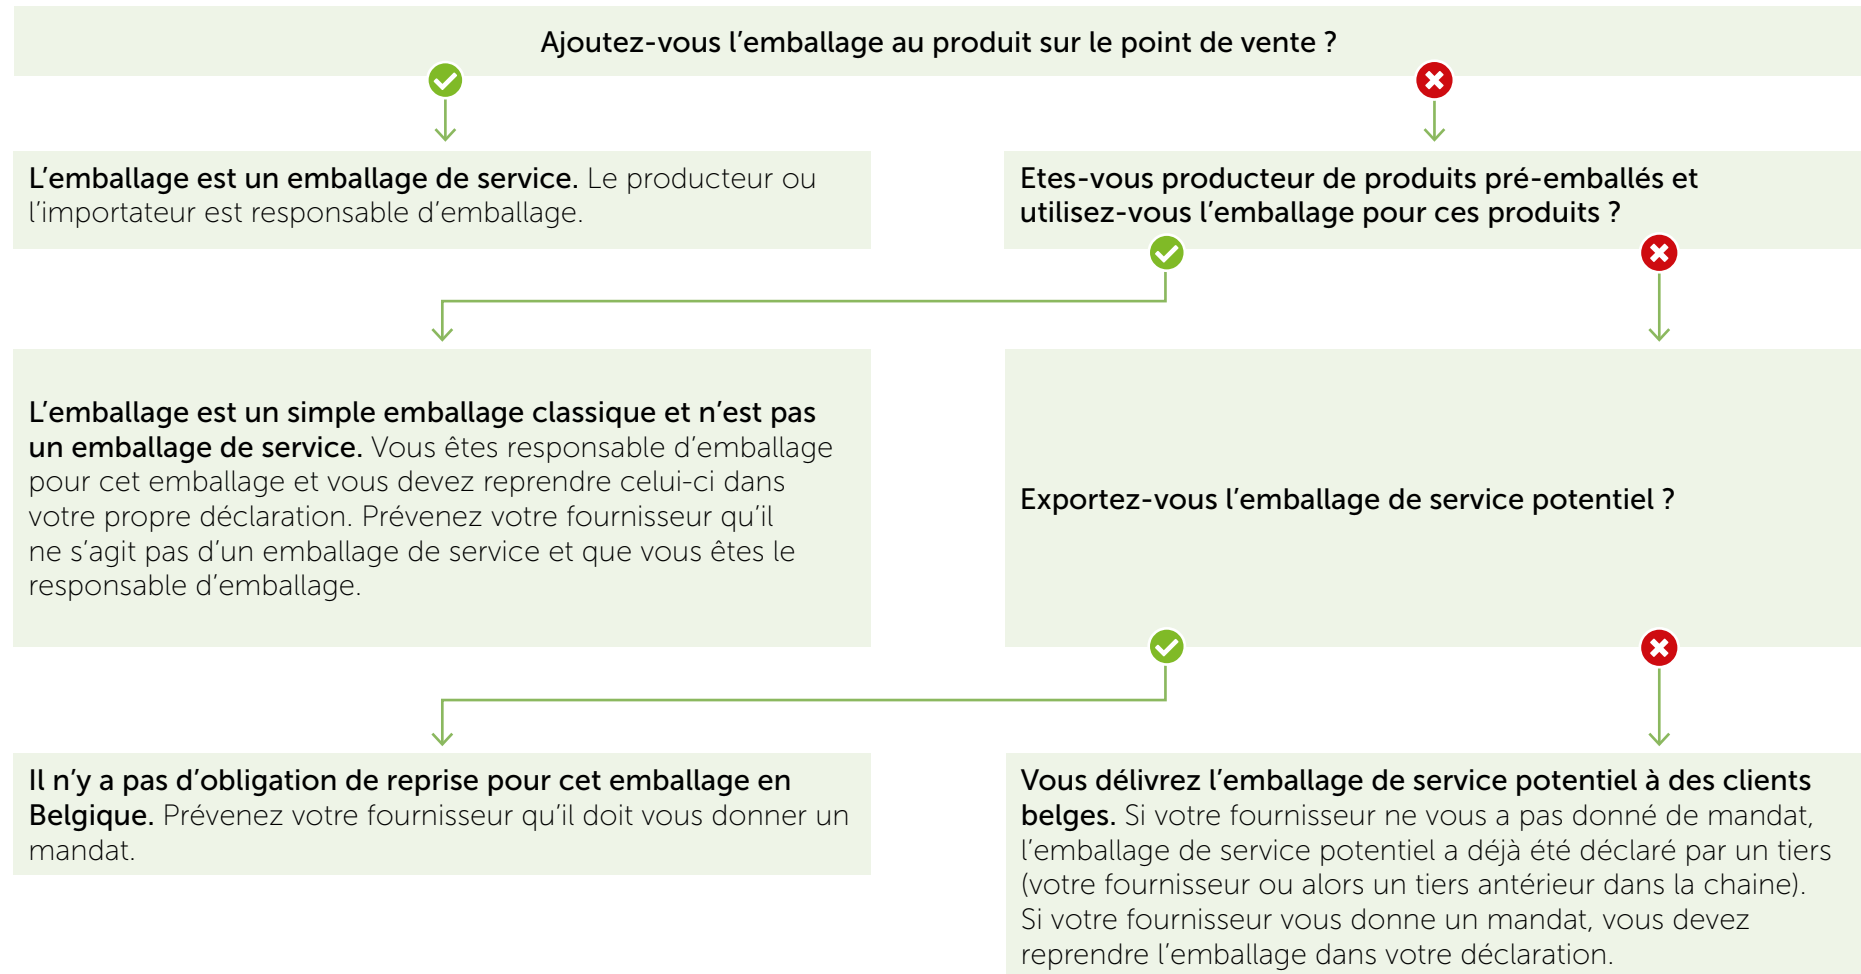 Ajoutez-vous l'emballage au produit sur le point de vente ?
L'emballage est un emballage de service. Le producteur ou
l'importateur est responsable d'emballage.
Etes-vous producteur de produits pré-emballés et
utilisez-vous l'emballage pour ces produits ?
L'emballage est un simple emballage classique et n'est pas
un emballage de service. Vous êtes responsable d'emballage
pour cet emballage et vous devez reprendre celui-ci dans
votre propre déclaration. Prévenez votre fournisseur qu'il
ne s'agit pas d'un emballage de service et que vous êtes le
responsable d'emballage.
Exportez-vous l'emballage de service potentiel ?
Il n'y a pas d'obligation de reprise pour cet emballage en
Belgique. Prévenez votre fournisseur qu'il doit vous donner un
mandat.
Vous délivrez l'emballage de service potentiel à des clients
belges. Si votre fournisseur ne vous a pas donné de mandat,
l'emballage de service potentiel a déjà été déclaré par un tiers
(votre fournisseur ou alors un tiers antérieur dans la chaine).
Si votre fournisseur vous donne un mandat, vous devez
reprendre l'emballage dans votre déclaration.